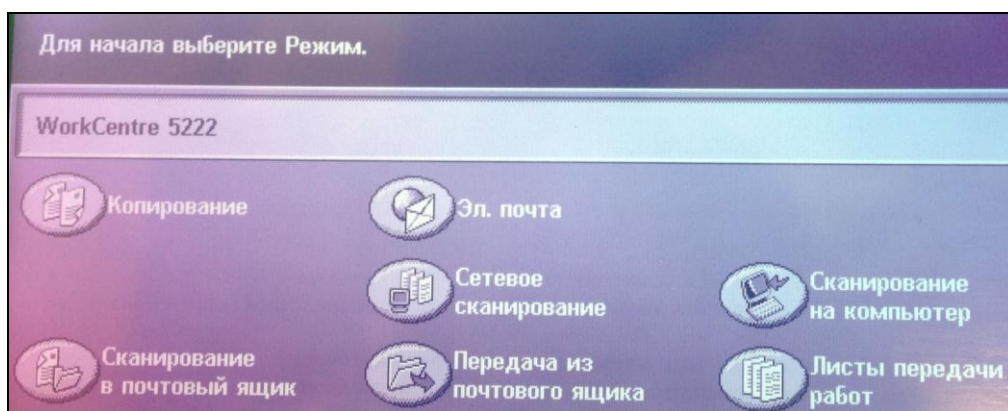 Для начала выберите Режим.
WorkCentre 5222
Копирование
Эл. почта
Сетевое
сканирование
Сканирование
на компьютер
Сканирование
в почтовый ящик
Передача из
почтового ящика
Листы передачи
работ